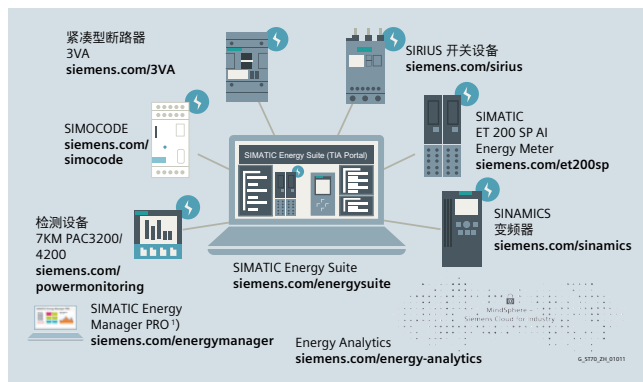 紧凑型断路器
3VA
siemens.com/3VA
SIRIUS 开关设备
siemens.com/sirius
SIMOCODE
siemens.com/
simocode
SIMATIC
ET 200 SP AI
Energy Meter
siemens.com/et200sp
SIMATIC Energy Suite (TIA Portal)
检测设备
7KM PAC3200/
4200
siemens.com/
powermonitoring
SINAMICS
变频器
siemens.com/sinamics
SIMATIC Energy Suite
siemens.com/energysuite
SIMATIC Energy
Manager PRO ¹)
siemens.com/energymanager
MindSphere –
Siemens Cloud for Industry
Energy Analytics
siemens.com/energy-analytics
G_ST70_ZH_01011